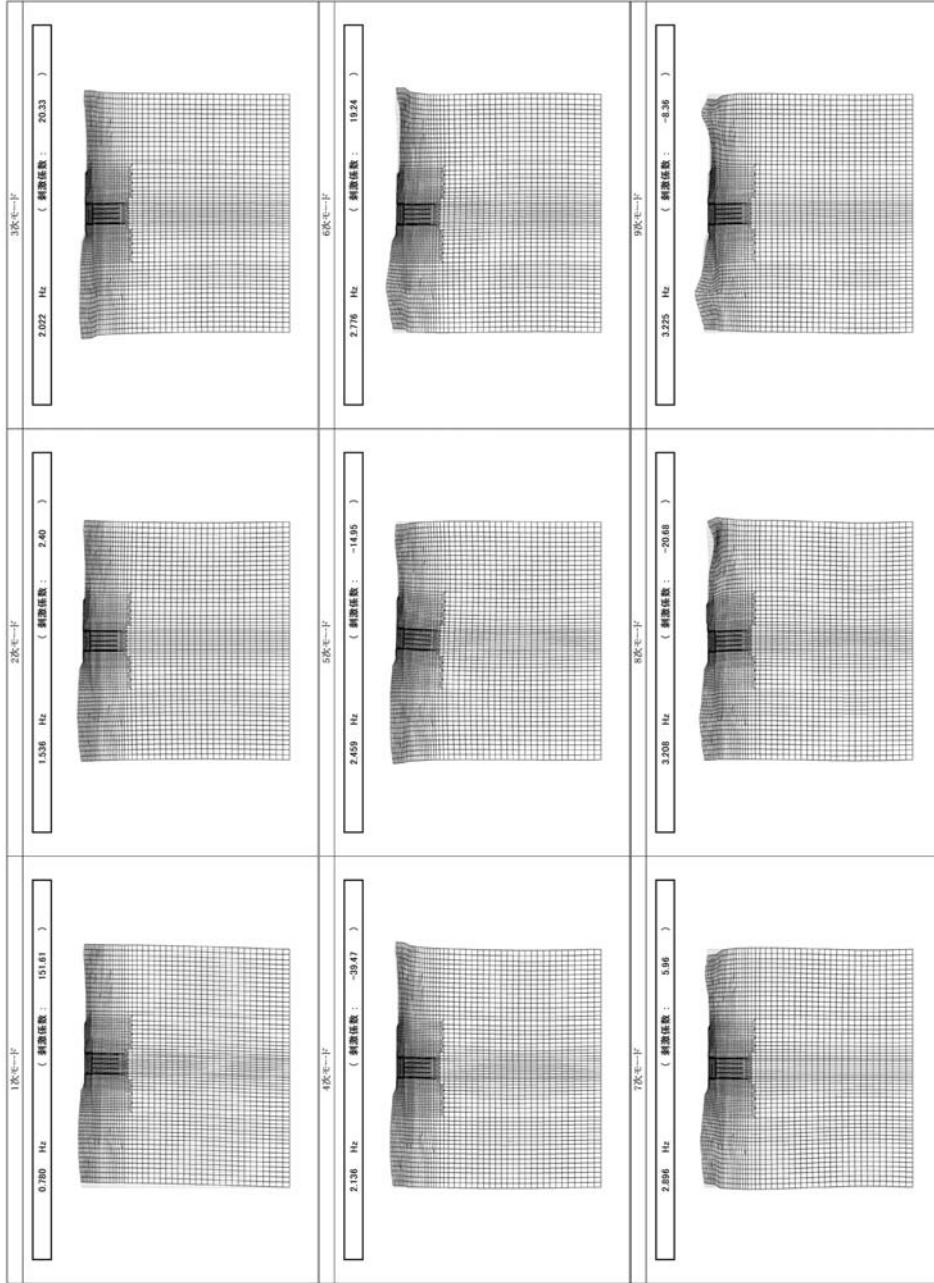 1次モード
0.780 Hz ( 刺激係数 : 151.61 )
2次モード
1.536 Hz ( 刺激係数 : 2.40 )
3次モード
2.022 Hz ( 刺激係数 : 20.33 )
4次モード
2.136 Hz ( 刺激係数 : -39.47 )
5次モード
2.459 Hz ( 刺激係数 : -14.95 )
6次モード
2.776 Hz ( 刺激係数 : 19.24 )
7次モード
2.896 Hz ( 刺激係数 : 5.96 )
8次モード
3.208 Hz ( 刺激係数 : -20.68 )
9次モード
3.225 Hz ( 刺激係数 : -8.36 )